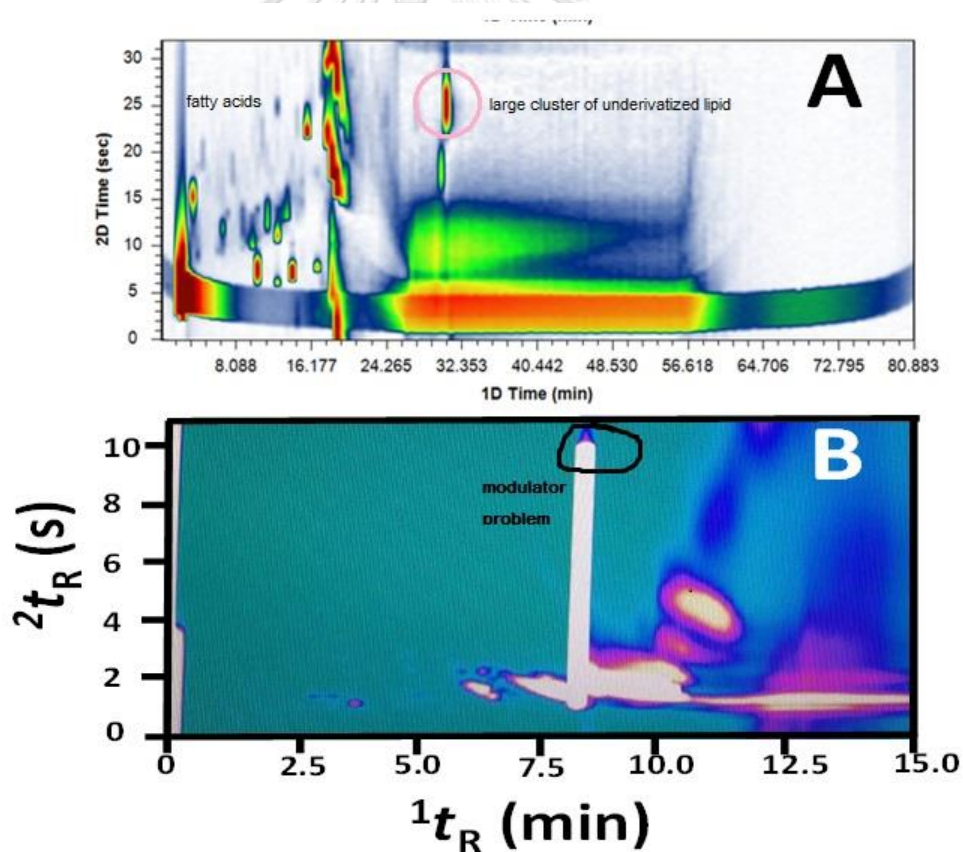 30
A
fatty acids
large cluster of underivatized lipid
25
20
15
10
5
0
2D Time (sec)
8.088 16.177 24.265 32.353 40.442 48.530 56.618 64.706 72.795 80.883
1D Time (min)
10
B
modulator
problem
8
6
4
2
0
²tR (s)
0 2.5 5.0 7.5 10.0 12.5 15.0
¹tR (min)